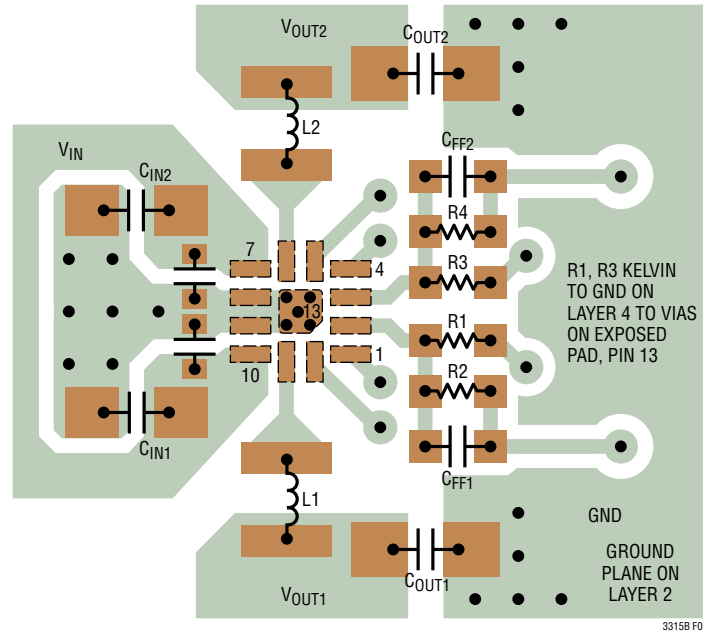 VOUT2
COUT2
L2
VIN
CIN2
CFF2
R4
7
4
R3
13
R1, R3 KELVIN
TO GND ON
LAYER 4 TO VIAS
ON EXPOSED
PAD, PIN 13
R1
10
1
R2
CIN1
CFF1
L1
GND
VOUT1
COUT1
GROUND
PLANE ON
LAYER 2
3315B F0